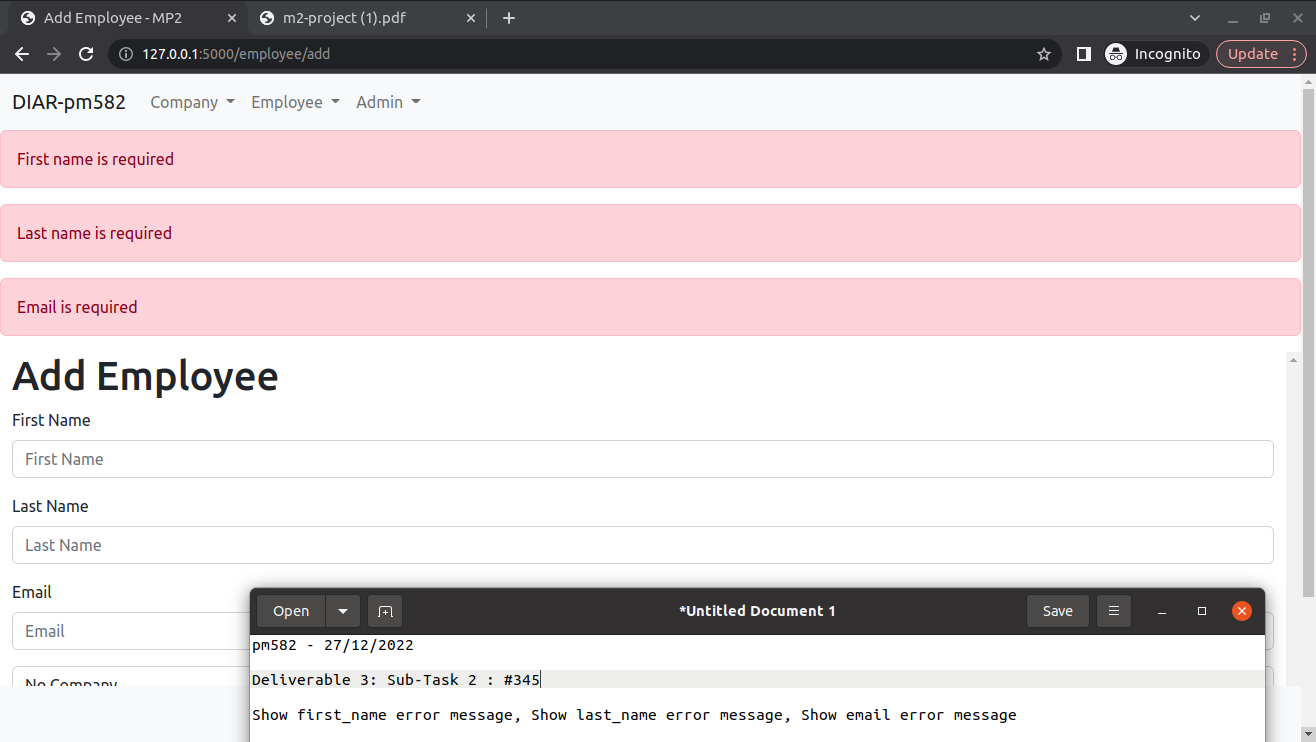 Add Employee - MP2
m2-project (1).pdf
127.0.0.1:5000/employee/add
Incognito
Update
DIAR-pm582 Company Employee Admin
First name is required
Last name is required
Email is required
Add Employee
First Name
First Name
Last Name
Last Name
Email
Email
No Company
Open
*Untitled Document 1
Save
pm582 - 27/12/2022
Deliverable 3: Sub-Task 2 : #345
Show first_name error message, Show last_name error message, Show email error message